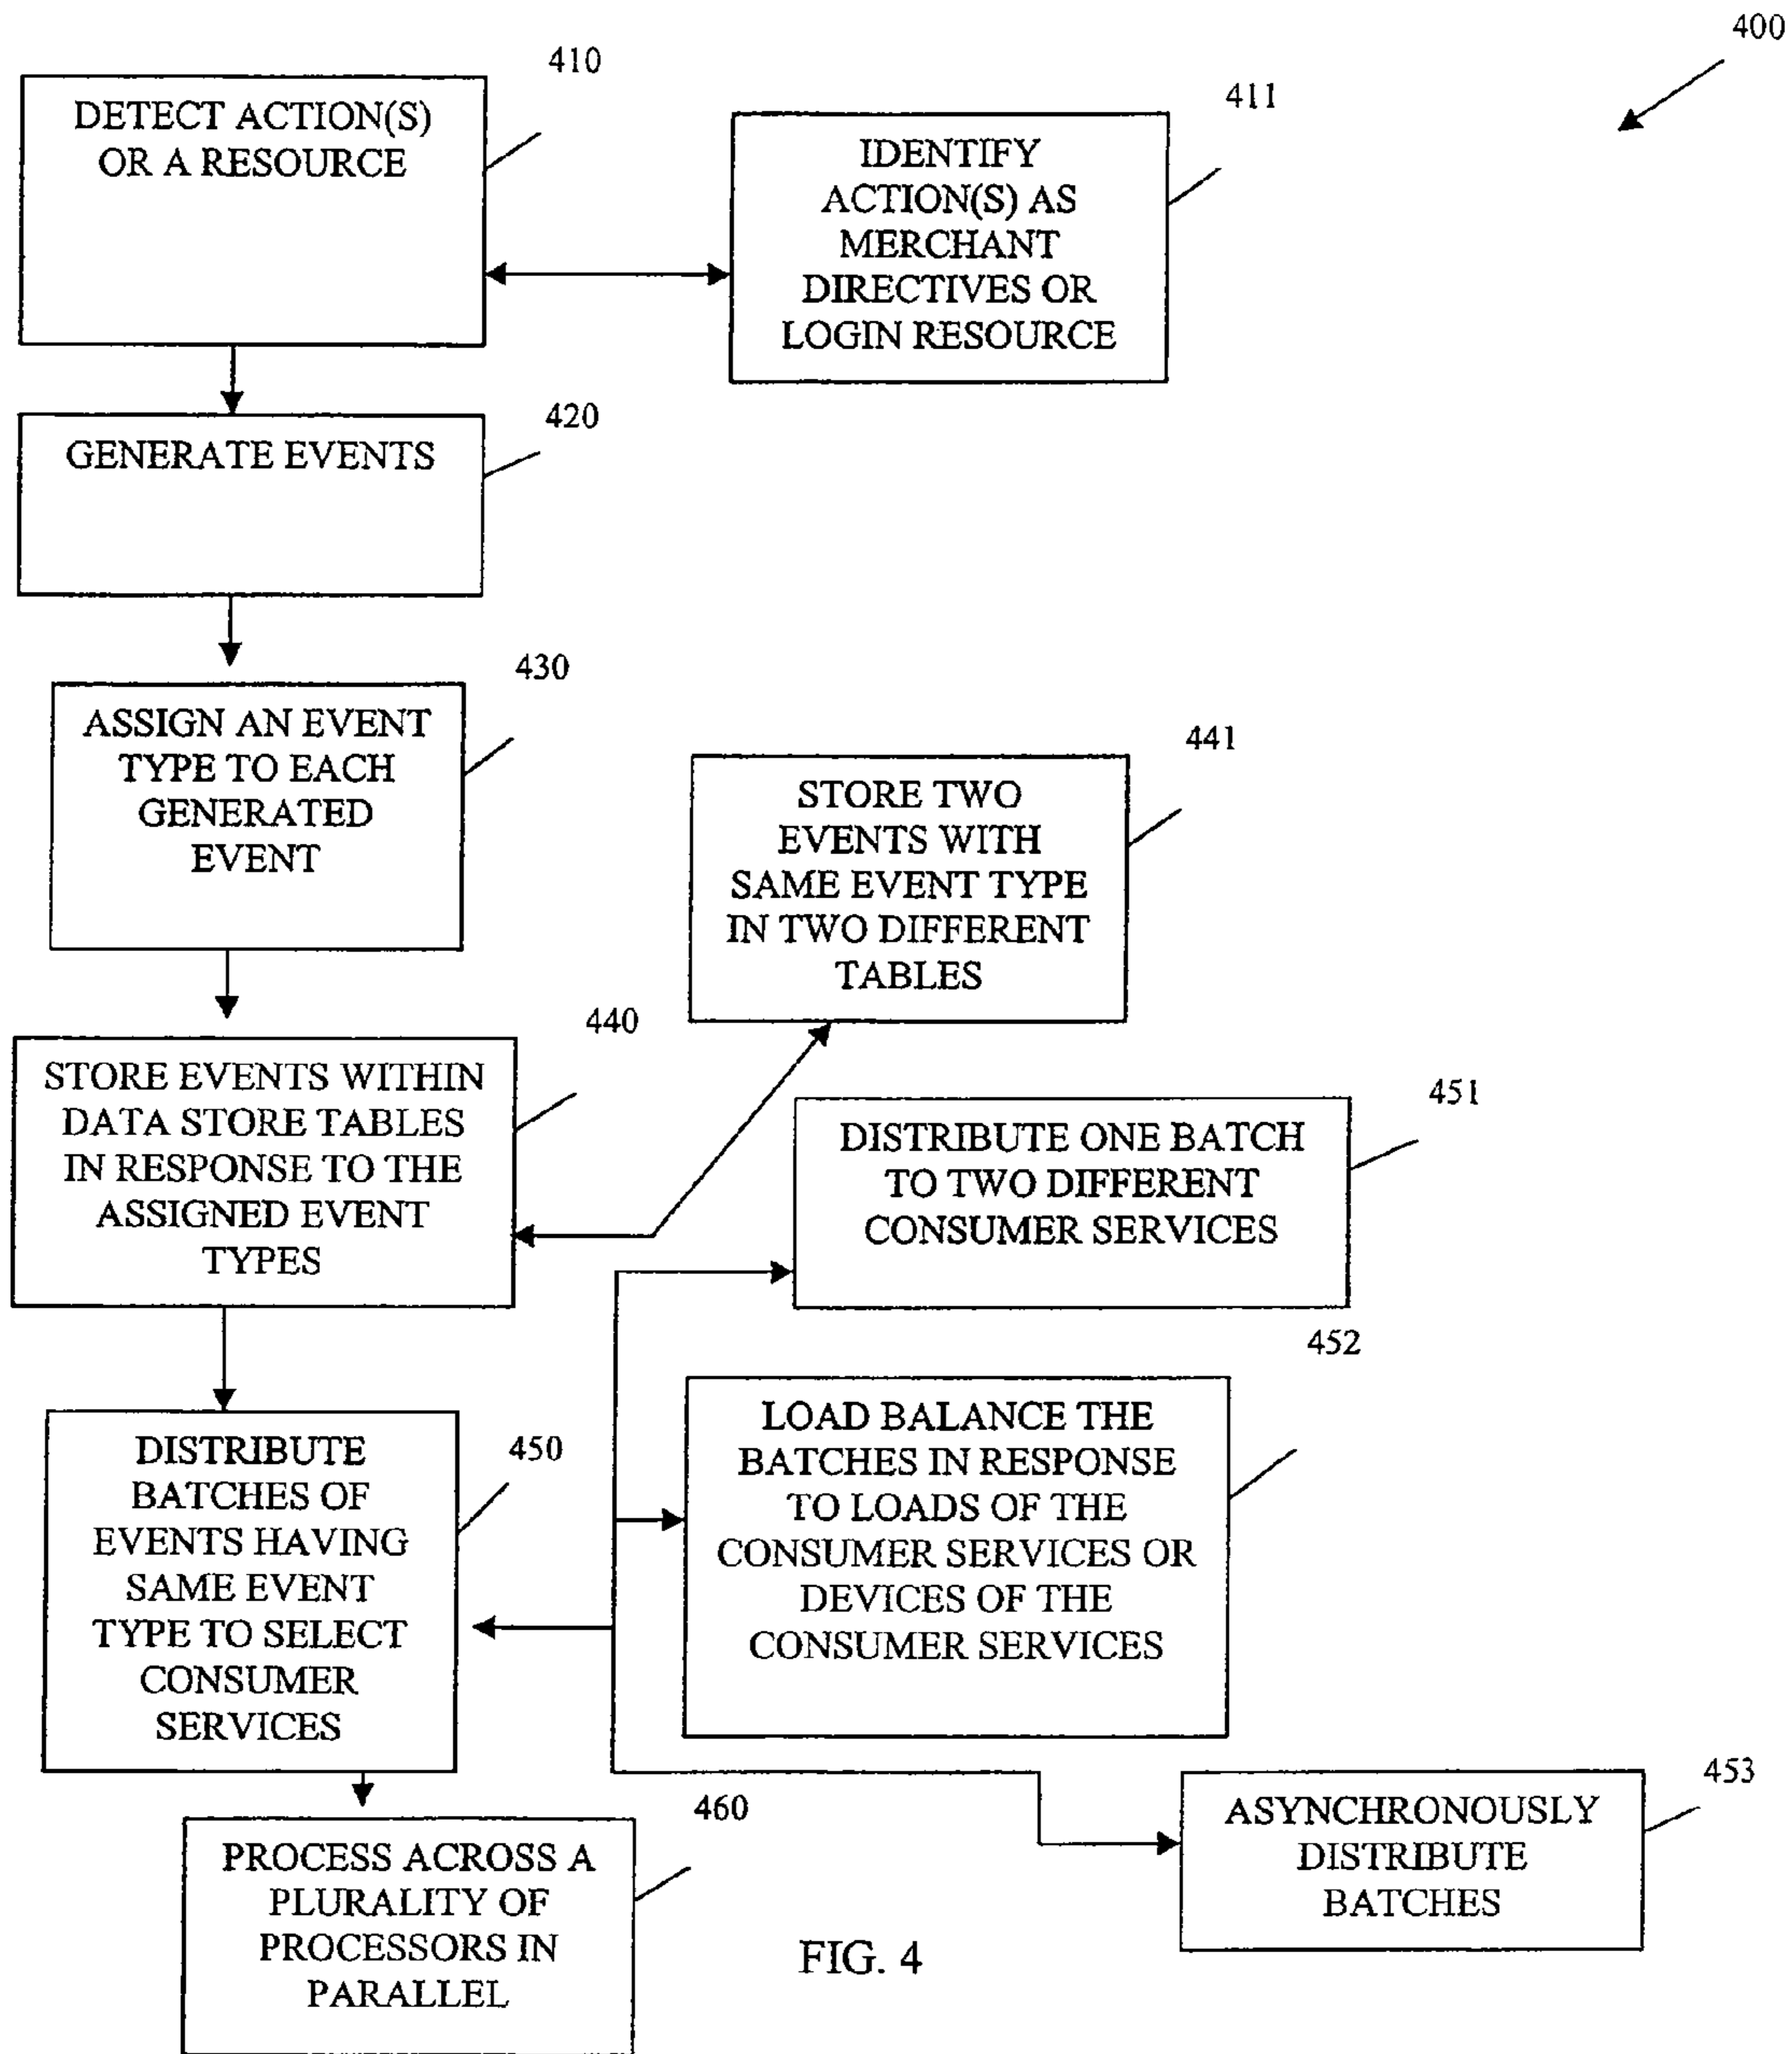 400
410
DETECT ACTION(S)
OR A RESOURCE
411
IDENTIFY
ACTION(S) AS
MERCHANT
DIRECTIVES OR
LOGIN RESOURCE
420
GENERATE EVENTS
430
ASSIGN AN EVENT
TYPE TO EACH
GENERATED
EVENT
441
STORE TWO
EVENTS WITH
SAME EVENT TYPE
IN TWO DIFFERENT
TABLES
440
STORE EVENTS WITHIN
DATA STORE TABLES
IN RESPONSE TO THE
ASSIGNED EVENT
TYPES
451
DISTRIBUTE ONE BATCH
TO TWO DIFFERENT
CONSUMER SERVICES
452
LOAD BALANCE THE
BATCHES IN RESPONSE
TO LOADS OF THE
CONSUMER SERVICES OR
DEVICES OF THE
CONSUMER SERVICES
450
DISTRIBUTE
BATCHES OF
EVENTS HAVING
SAME EVENT
TYPE TO SELECT
CONSUMER
SERVICES
453
ASYNCHRONOUSLY
DISTRIBUTE
BATCHES
460
PROCESS ACROSS A
PLURALITY OF
PROCESSORS IN
PARALLEL
FIG. 4